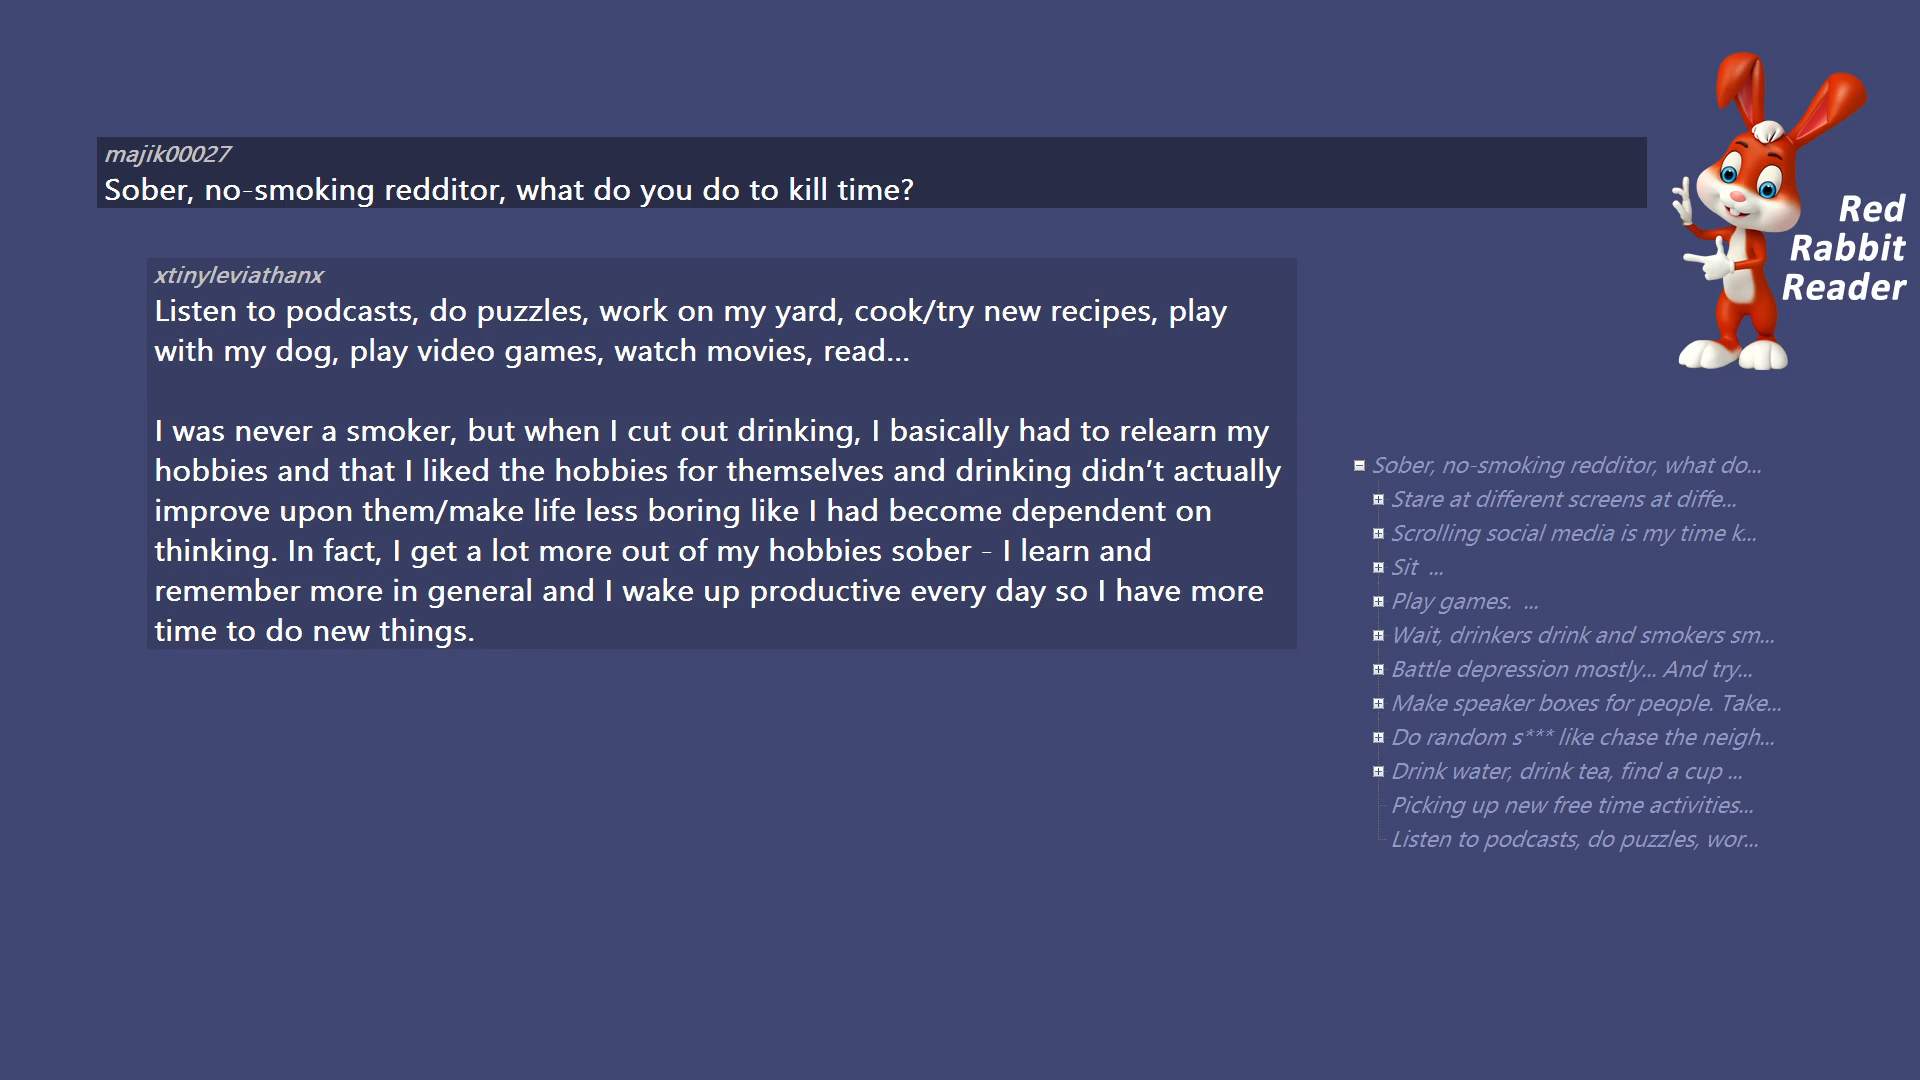 majik00027
Sober, no-smoking redditor, what do you do to kill time?
Red
Rabbit
Reader
xtinyleviathanx
Listen to podcasts, do puzzles, work on my yard, cook/try new recipes, play
with my dog, play video games, watch movies, read...
I was never a smoker, but when I cut out drinking, I basically had to relearn my
hobbies and that I liked the hobbies for themselves and drinking didn’t actually
improve upon them/make life less boring like I had become dependent on
thinking. In fact, I get a lot more out of my hobbies sober - I learn and
remember more in general and I wake up productive every day so I have more
time to do new things.
Sober, no-smoking redditor, what do...
Stare at different screens at diffe...
Scrolling social media is my time k...
Sit ...
Play games. ...
Wait, drinkers drink and smokers sm...
Battle depression mostly... And try...
Make speaker boxes for people. Take...
Do random s*** like chase the neigh...
Drink water, drink tea, find a cup ...
Picking up new free time activities...
Listen to podcasts, do puzzles, wor...